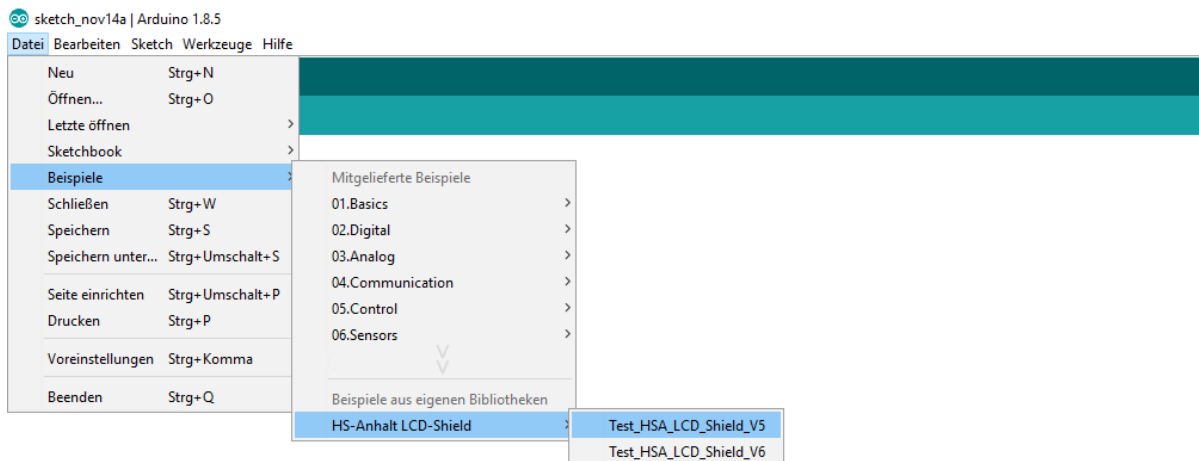 sketch_nov14a | Arduino 1.8.5
Datei Bearbeiten Sketch Werkzeuge Hilfe
Neu Strg+N
Öffnen... Strg+O
Letzte öffnen
Sketchbook
Beispiele
Schließen Strg+W
Speichern Strg+S
Speichern unter... Strg+Umschalt+S
Seite einrichten Strg+Umschalt+P
Drucken Strg+P
Voreinstellungen Strg+Komma
Beenden Strg+Q
Mitgelieferte Beispiele
01.Basics
02.Digital
03.Analog
04.Communication
05.Control
06.Sensors
Beispiele aus eigenen Bibliotheken
HS-Anhalt LCD-Shield
Test_HSA_LCD_Shield_V5
Test_HSA_LCD_Shield_V6